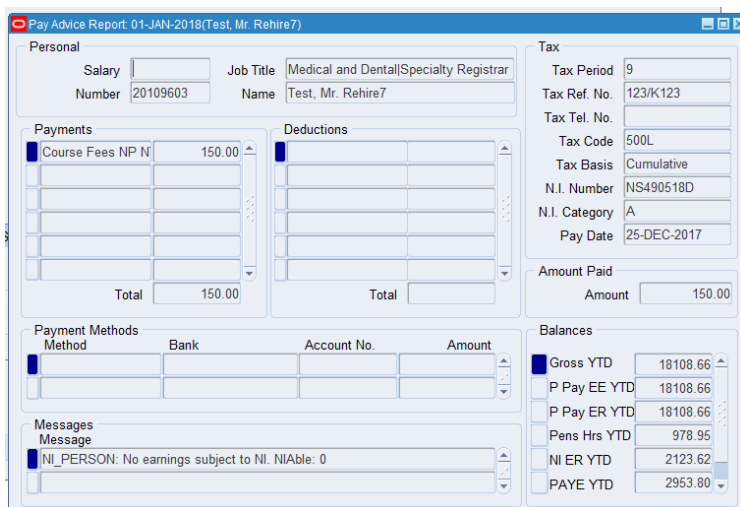 Pay Advice Report: 01-JAN-2018(Test, Mr. Rehire7)
Personal
Salary
Job Title Medical and Dental|Specialty Registrar
Number 20109603 Name Test, Mr. Rehire7
Tax
Tax Period 9
Tax Ref. No. 123/K123
Tax Tel. No.
Tax Code 500L
Tax Basis Cumulative
N.I. Number NS490518D
N.I. Category A
Pay Date 25-DEC-2017
Payments
Course Fees NP 150.00
Total 150.00
Deductions
Total
Amount Paid
Amount 150.00
Payment Methods
Method Bank Account No. Amount
Messages
Message
NI_PERSON: No earnings subject to NI. NIAble: 0
Balances
Gross YTD 18108.66
P Pay EE YTD 18108.66
P Pay ER YTD 18108.66
Pens Hrs YTD 978.95
NI ER YTD 2123.62
PAYE YTD 2953.80